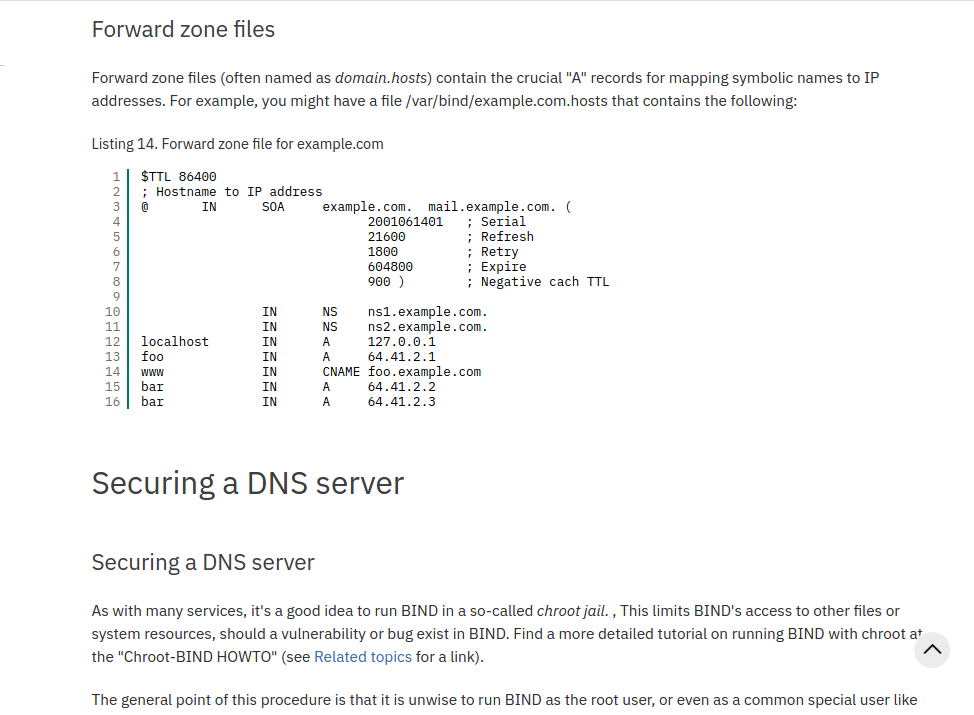 Forward zone files
Forward zone files (often named as domain.hosts) contain the crucial "A" records for mapping symbolic names to IP
addresses. For example, you might have a file /var/bind/example.com.hosts that contains the following:
Listing 14. Forward zone file for example.com
1 $TTL 86400
2 ; Hostname to IP address
3 @ IN SOA example.com. mail.example.com. (
4 2001061401 ; Serial
5 21600 ; Refresh
6 1800 ; Retry
7 604800 ; Expire
8 900 ) ; Negative cach TTL
9
10 IN NS ns1.example.com.
11 IN NS ns2.example.com.
12 localhost IN A 127.0.0.1
13 foo IN A 64.41.2.1
14 www IN CNAME foo.example.com
15 bar IN A 64.41.2.2
16 bar IN A 64.41.2.3
Securing a DNS server
Securing a DNS server
As with many services, it's a good idea to run BIND in a so-called chroot jail. , This limits BIND's access to other files or
system resources, should a vulnerability or bug exist in BIND. Find a more detailed tutorial on running BIND with chroot at
the "Chroot-BIND HOWTO" (see Related topics for a link).
The general point of this procedure is that it is unwise to run BIND as the root user, or even as a common special user like